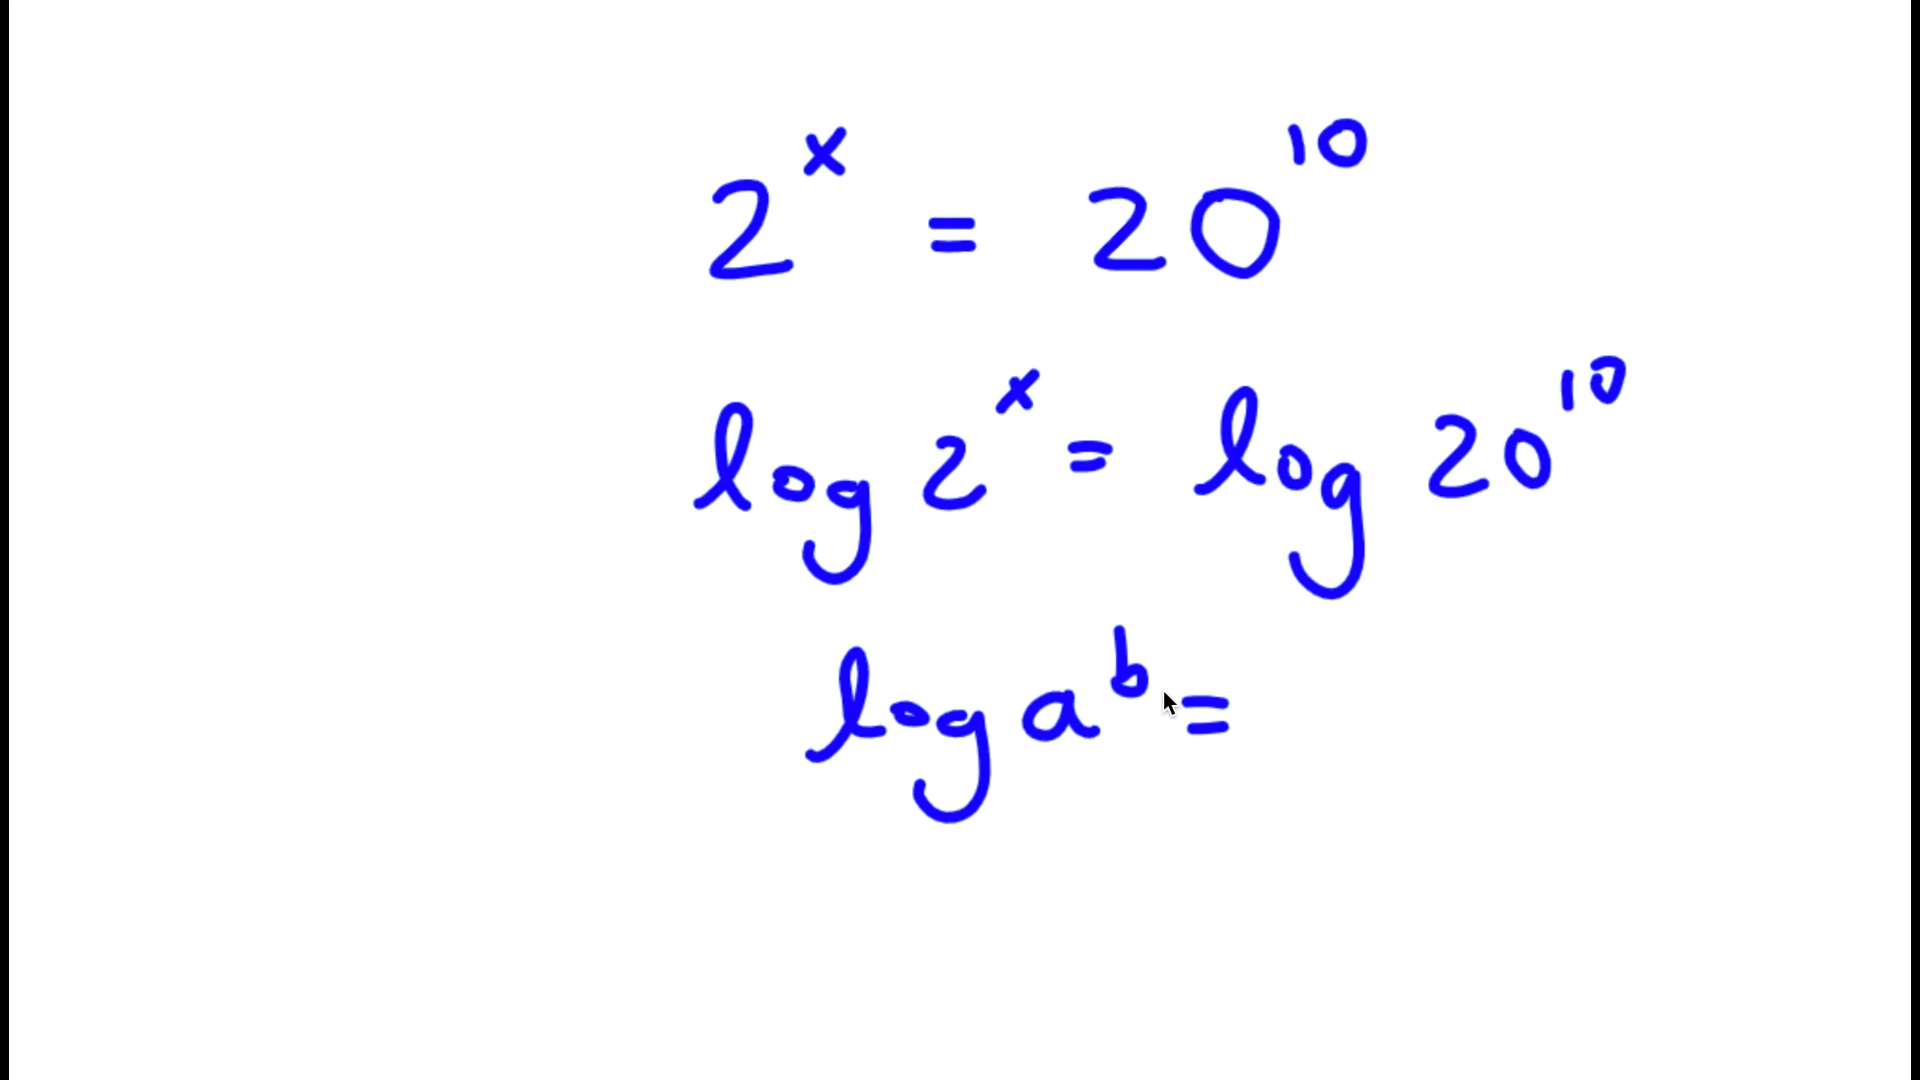 2^x = 20^10
log 2^x = log 20^10
log a^b =